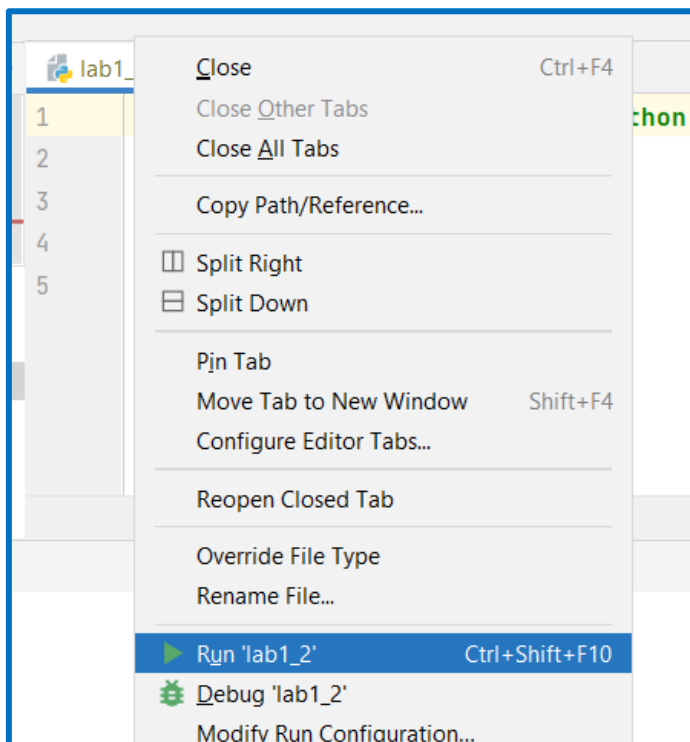 lab1_
Close Ctrl+F4
1 thon
Close Other Tabs
2 Close All Tabs
3 Copy Path/Reference...
4
Split Right
5
Split Down
Pin Tab
Move Tab to New Window Shift+F4
Configure Editor Tabs...
Reopen Closed Tab
Override File Type
Rename File...
Run 'lab1_2' Ctrl+Shift+F10
Debug 'lab1_2'
Modify Run Configuration...